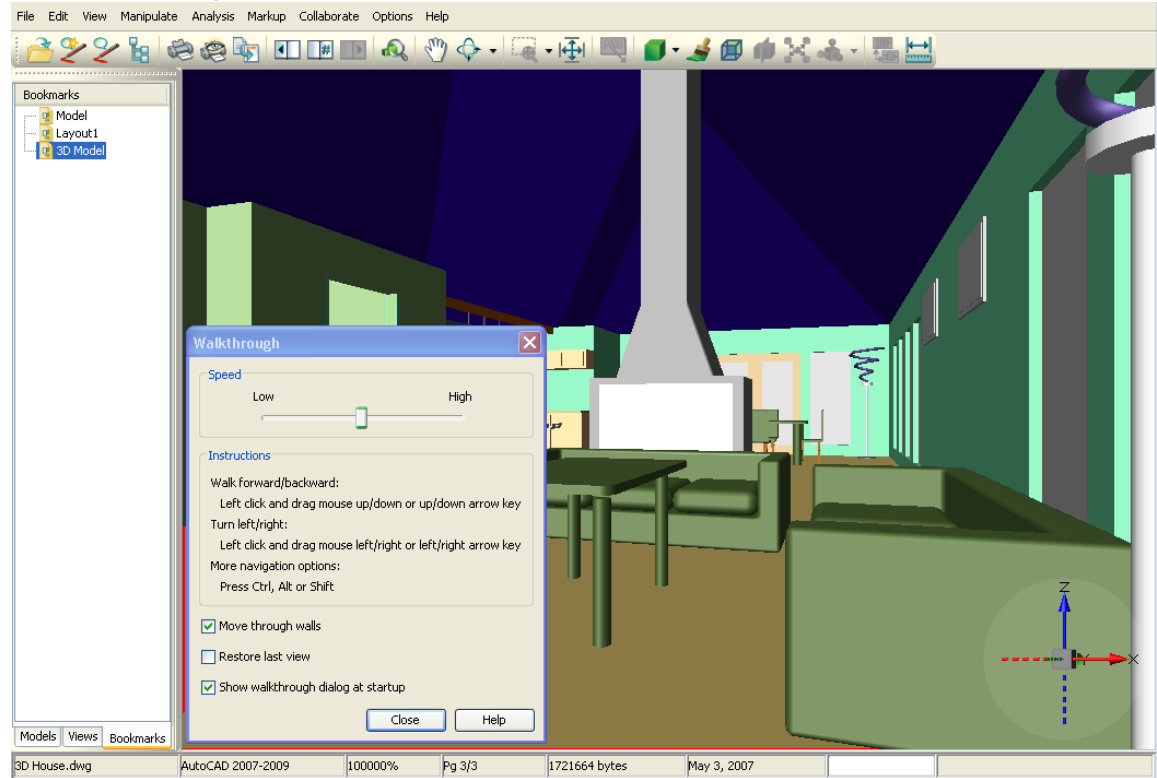 File Edit View Manipulate Analysis Markup Collaborate Options Help
Bookmarks
Model
Layout1
3D Model
Walkthrough
Speed
Low High
Instructions
Walk forward/backward:
Left click and drag mouse up/down or up/down arrow key
Turn left/right:
Left click and drag mouse left/right or left/right arrow key
More navigation options:
Press Ctrl, Alt or Shift
Move through walls
Restore last view
Show walkthrough dialog at startup
Close Help
Z
Y X
Models Views Bookmarks
3D House.dwg AutoCAD 2007-2009 100000% Pg 3/3 1721664 bytes May 3, 2007